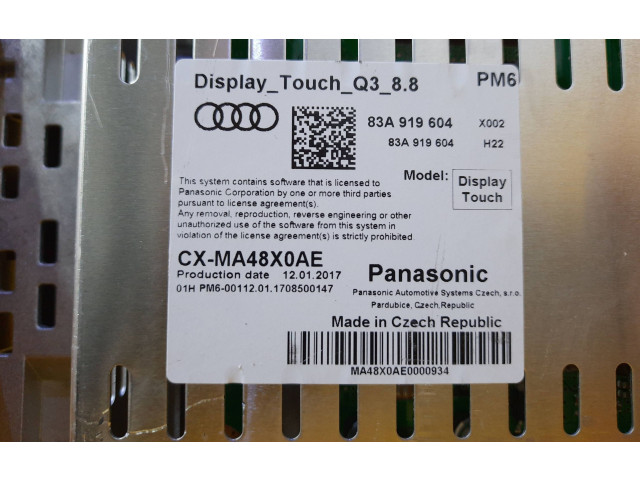 Display_Touch_Q3_8.8 PM6
83A 919 604 X002
83A 919 604 H22
Model: Display Touch
This system contains software that is licensed to
Panasonic Corporation by one or more third parties
pursuant to license agreement(s).
Any removal, reproduction, reverse engineering or other
unauthorized use of the software from this system in
violation of the license agreement(s) is strictly prohibited
CX-MA48X0AE
Production date 12.01.2017
01H PM6-00112.01.1708500147
Panasonic
Panasonic Automotive Systems Czech, s.r.o.
Pardubice, Czech Republic
Made in Czech Republic
MA48X0AE0000934